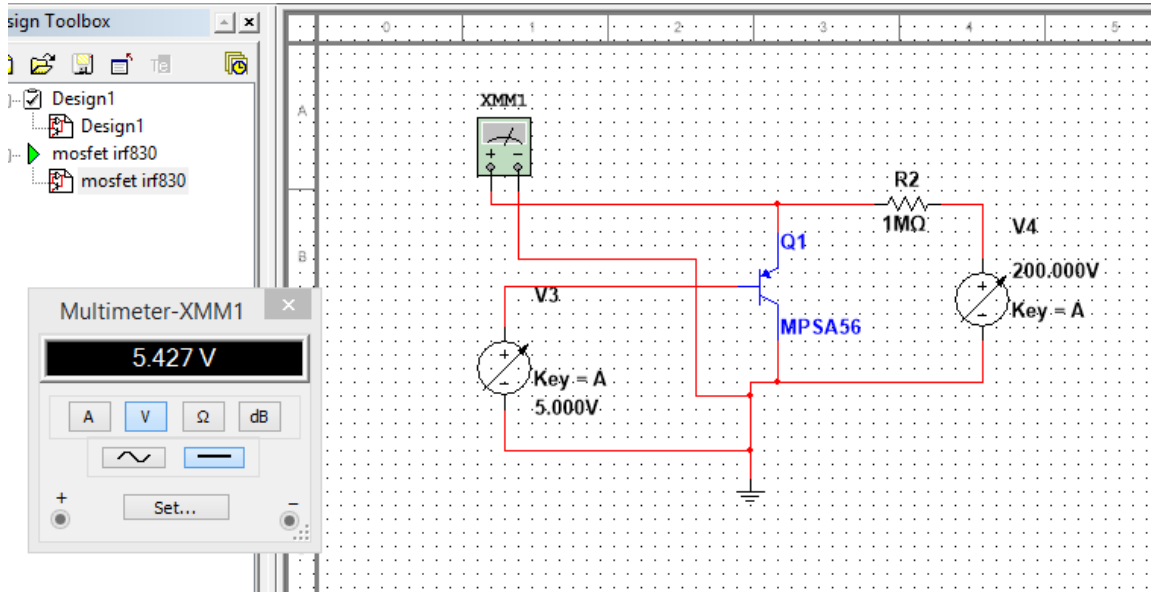 sign Toolbox
Te
Design1
Design1
mosfet irf830
mosfet irf830
0 1 2 3 4 5
A
B
XMM1
+ −
R2
1MΩ
V4
+
200.000V
−
Key = A
Q1
MPSA56
V3
+
−
Key = A
5.000V
Multimeter-XMM1
5.427 V
A V Ω dB
+
Set...
−